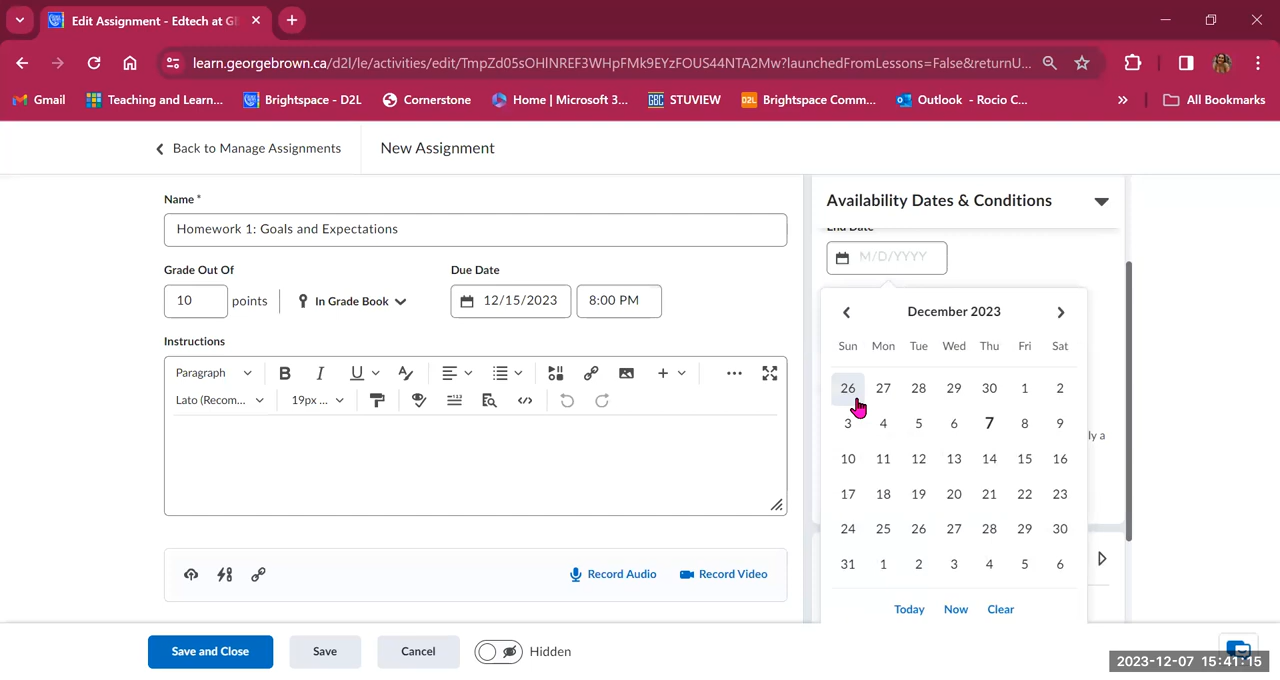 Edit Assignment - Edtech at G
learn.georgebrown.ca/d2l/le/activities/edit/TmpZd05sOHlNREF3WHpFMk9EYzFOUS44NTA2Mw?launchedFromLessons=False&returnU...
Gmail
Teaching and Learn...
Brightspace - D2L
Cornerstone
Home | Microsoft 3...
GBC STUVIEW
D2L Brightspace Comm...
Outlook - Rocio C...
All Bookmarks
Back to Manage Assignments
New Assignment
Name *
Homework 1: Goals and Expectations
Grade Out Of
Due Date
10 points
In Grade Book
12/15/2023
8:00 PM
Instructions
Paragraph
B I U
Lato (Recom...
19px ...
Record Audio
Record Video
Availability Dates & Conditions
End Date
M/D/YYYY
December 2023
Sun Mon Tue Wed Thu Fri Sat
26 27 28 29 30 1 2
3 4 5 6 7 8 9
10 11 12 13 14 15 16
17 18 19 20 21 22 23
24 25 26 27 28 29 30
31 1 2 3 4 5 6
Today Now Clear
ly a
Save and Close
Save
Cancel
Hidden
2023-12-07 15:41:15